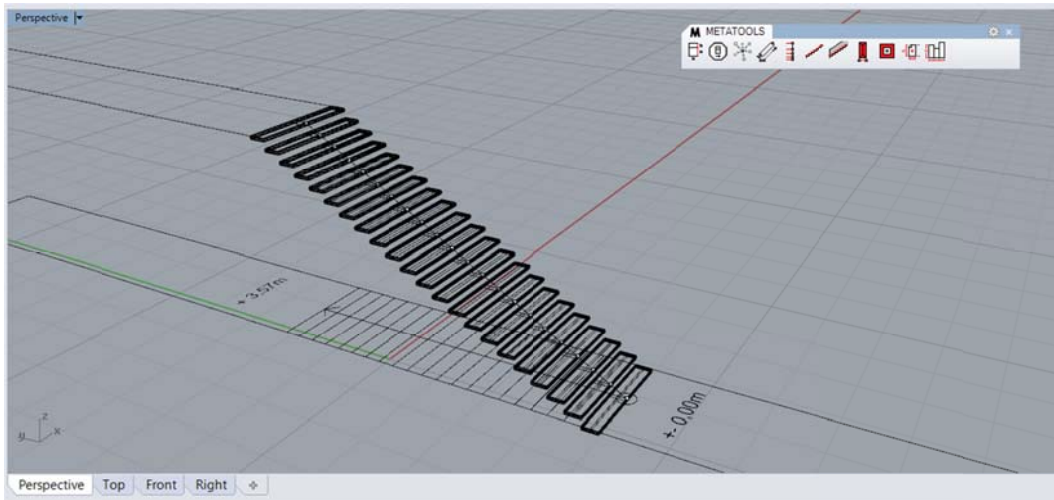 Perspective
M METATOOLS
+ 3.57m
+- 0,00m
z
y x
Perspective Top Front Right